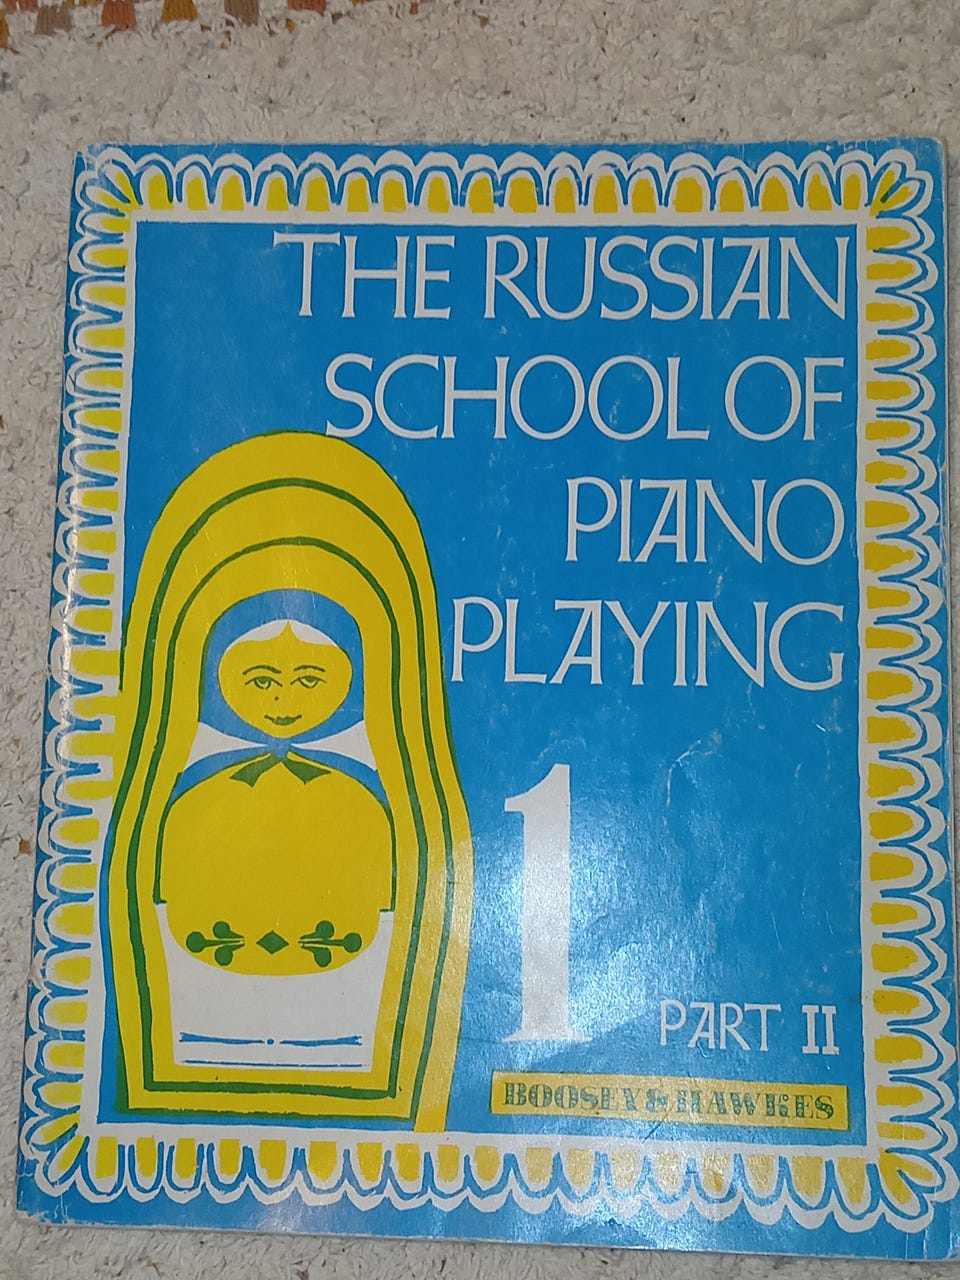 THE RUSSIAN
SCHOOL OF
PIANO
PLAYING
1
PART II
BOOSEY & HAWKES